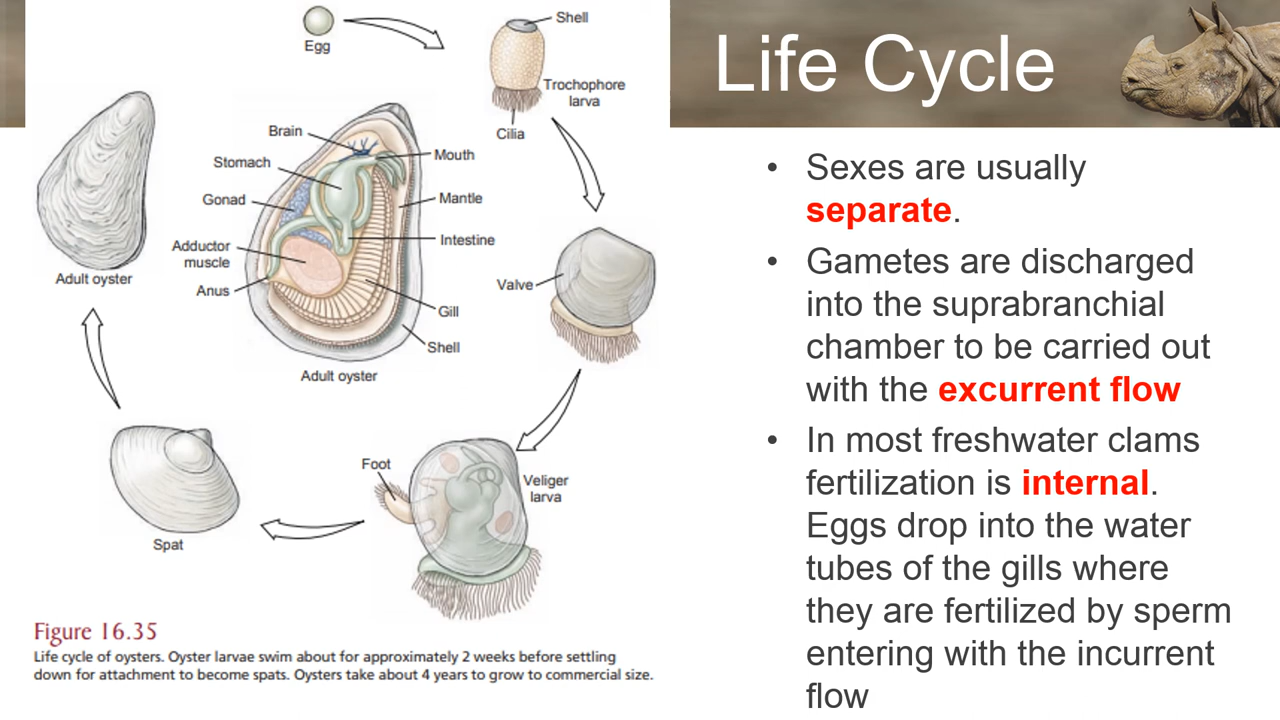 Life Cycle
Egg
Shell
Trochophore
larva
Cilia
Brain
Stomach
Gonad
Adductor
muscle
Anus
Mouth
Mantle
Intestine
Gill
Shell
Adult oyster
Adult oyster
Valve
Foot
Veliger
larva
Spat
Figure 16.35
Life cycle of oysters. Oyster larvae swim about for approximately 2 weeks before settling
down for attachment to become spats. Oysters take about 4 years to grow to commercial size.
• Sexes are usually
separate.
• Gametes are discharged
into the suprabranchial
chamber to be carried out
with the excurrent flow
• In most freshwater clams
fertilization is internal.
Eggs drop into the water
tubes of the gills where
they are fertilized by sperm
entering with the incurrent
flow